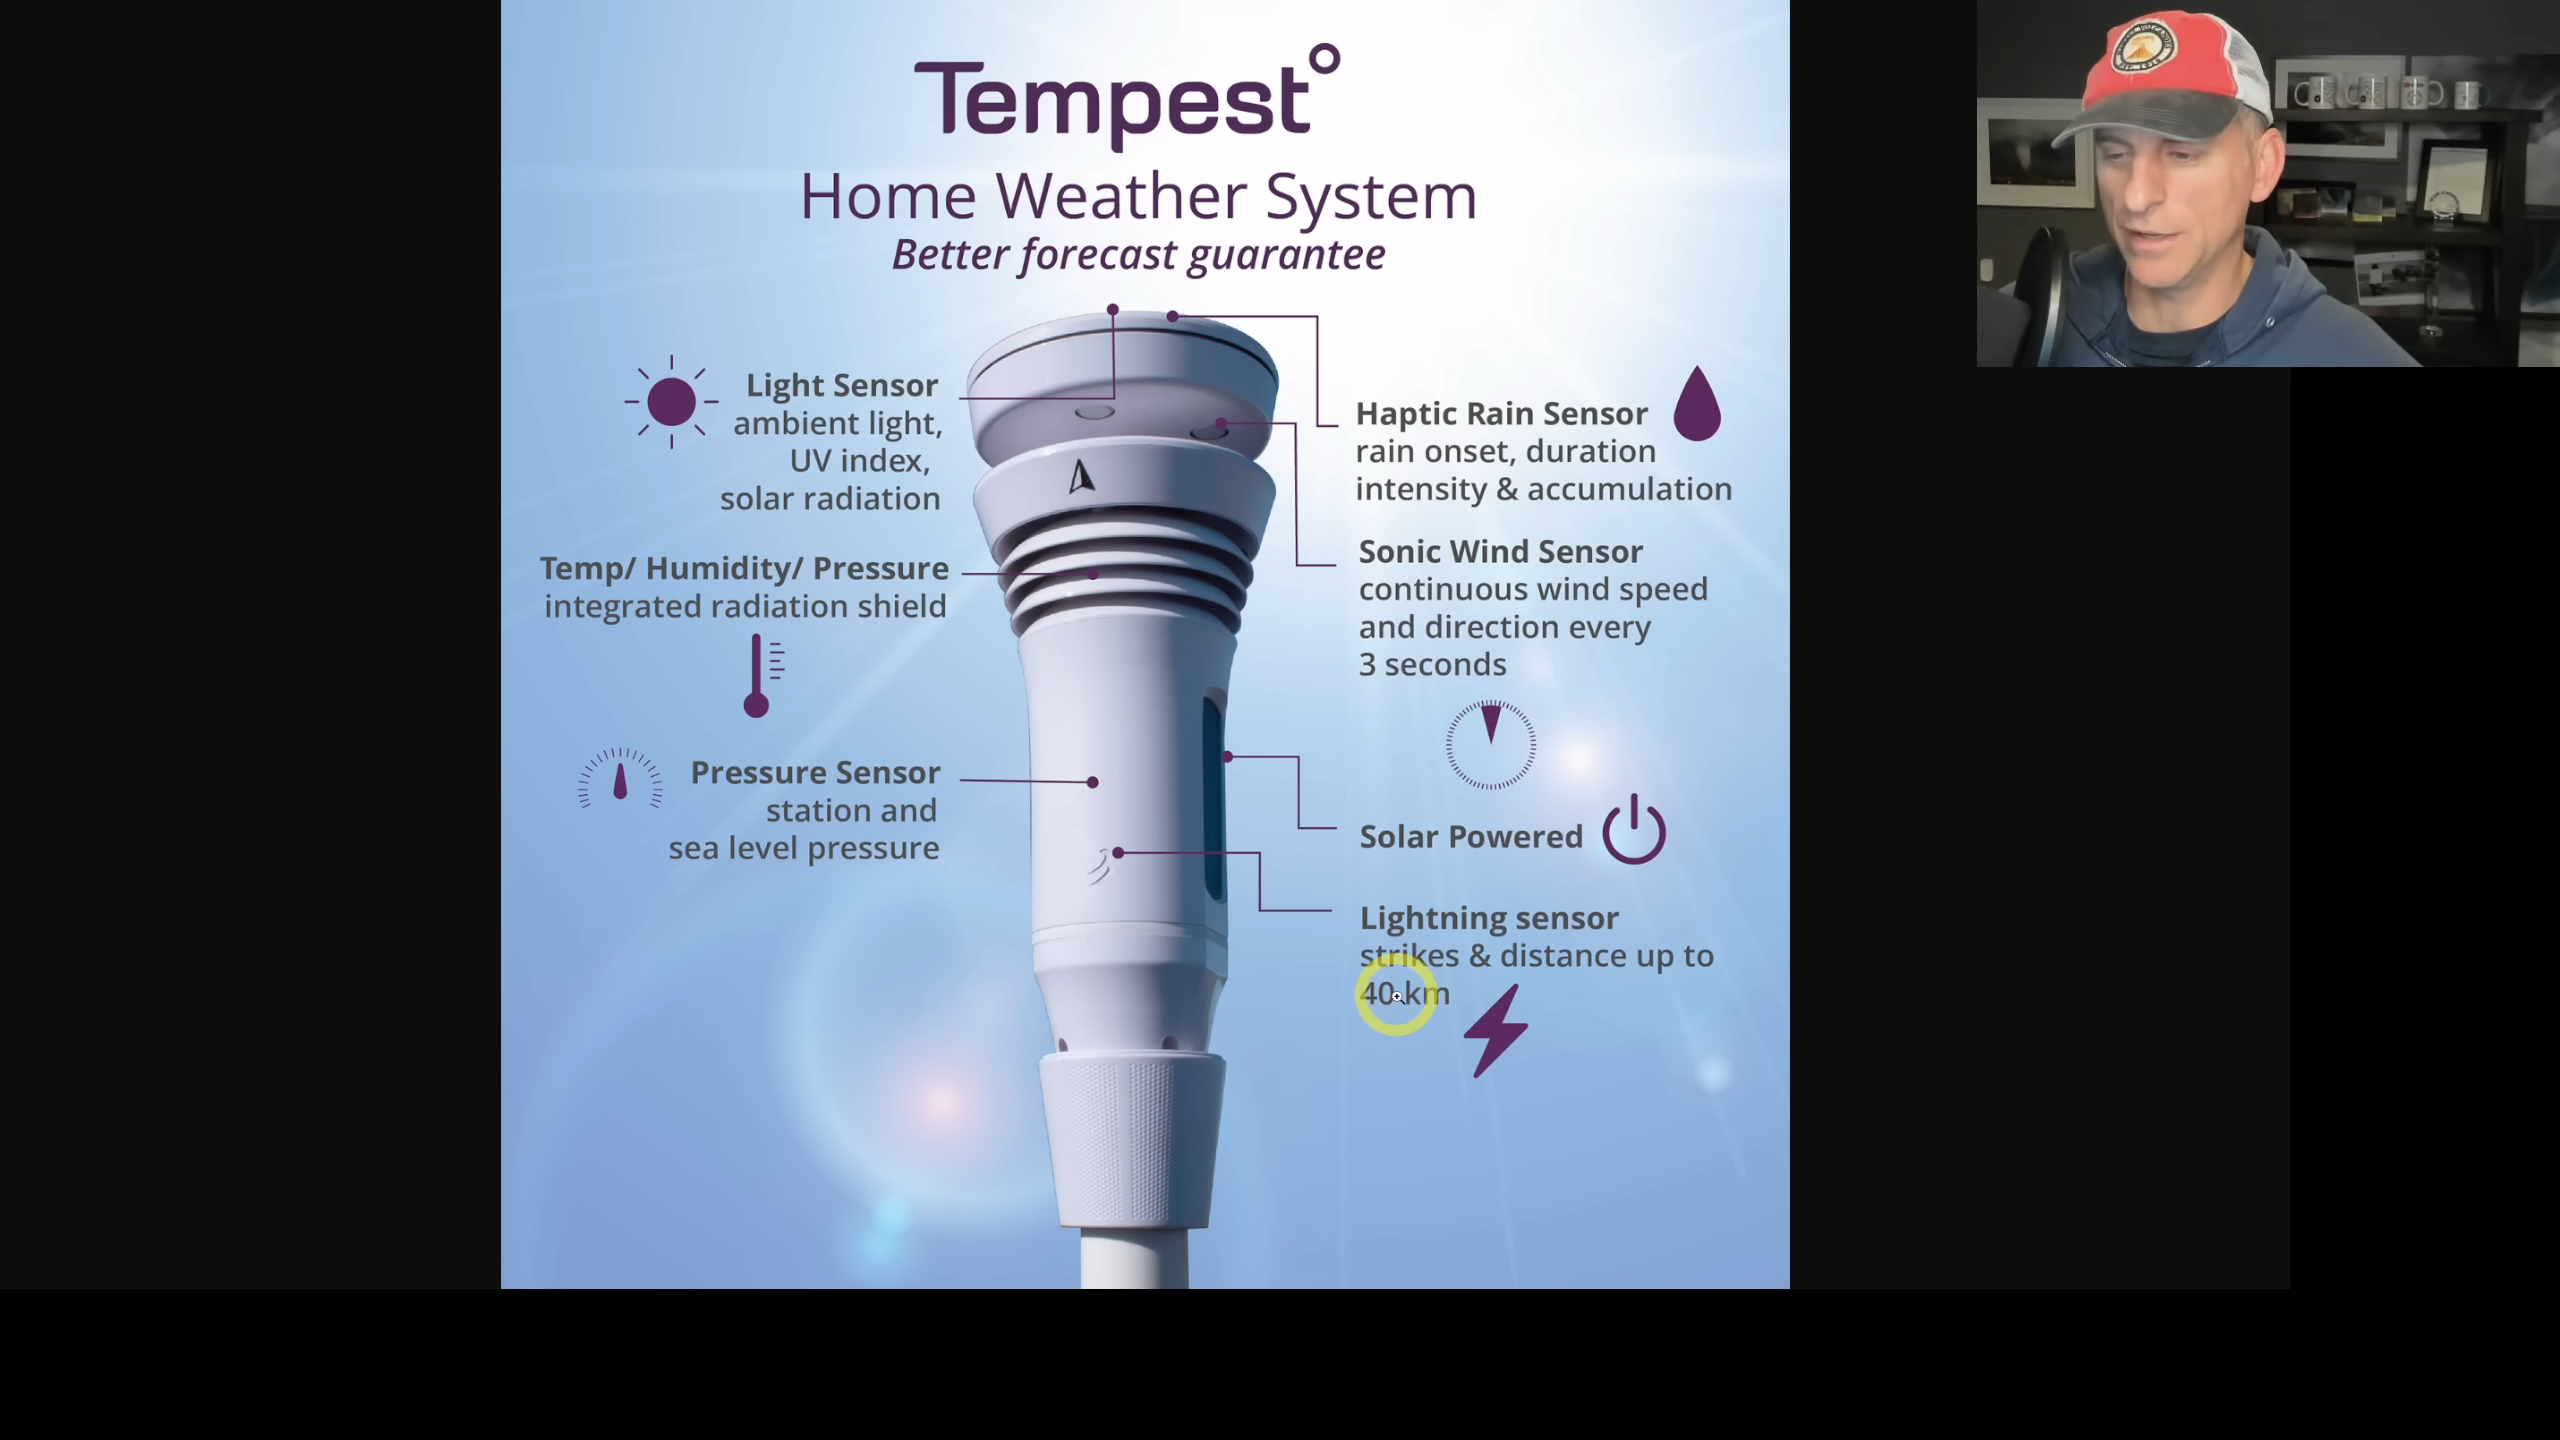 Tempest°
Home Weather System
Better forecast guarantee
Light Sensor
ambient light,
UV index,
solar radiation
Temp/ Humidity/ Pressure
integrated radiation shield
Pressure Sensor
station and
sea level pressure
Haptic Rain Sensor
rain onset, duration
intensity & accumulation
Sonic Wind Sensor
continuous wind speed
and direction every
3 seconds
Solar Powered
Lightning sensor
strikes & distance up to
40 km